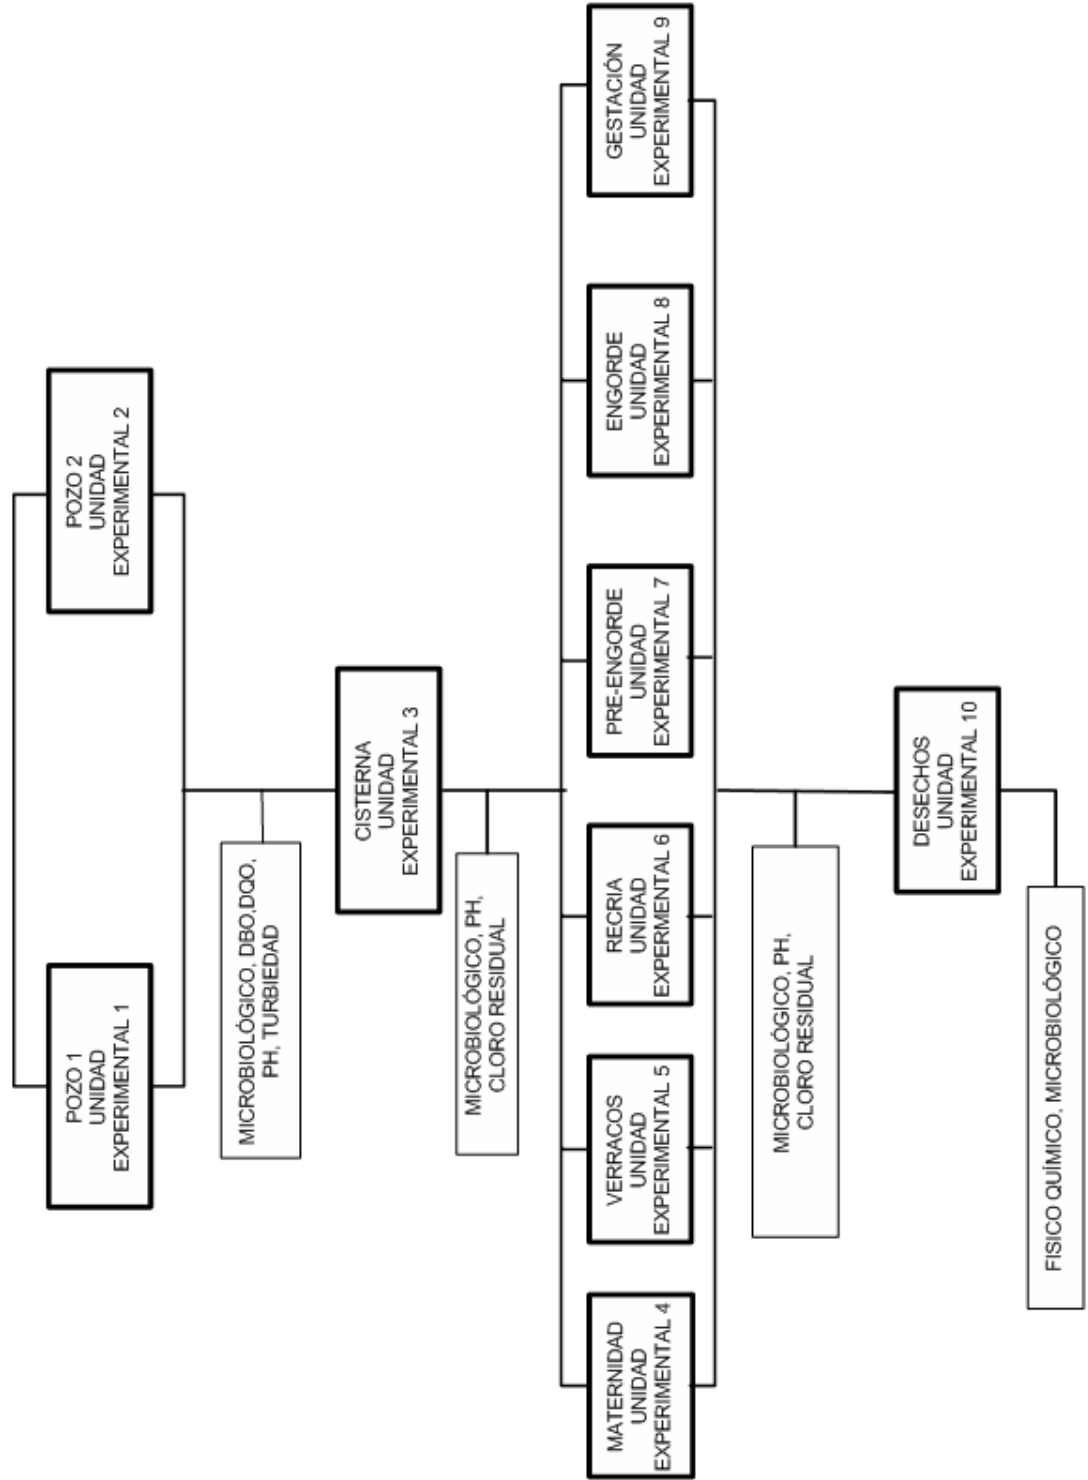 POZO 1
UNIDAD
EXPERIMENTAL 1
POZO 2
UNIDAD
EXPERIMENTAL 2
MICROBIOLÓGICO, DBO,DQO,
PH, TURBIEDAD
CISTERNA
UNIDAD
EXPERIMENTAL 3
MICROBIOLÓGICO, PH,
CLORO RESIDUAL
MATERNIDAD
UNIDAD
EXPERIMENTAL 4
VERRACOS
UNIDAD
EXPERIMENTAL 5
RECRIA
UNIDAD
EXPERMENTAL 6
PRE-ENGORDE
UNIDAD
EXPERIMENTAL 7
ENGORDE
UNIDAD
EXPERIMENTAL 8
GESTACIÓN
UNIDAD
EXPERIMENTAL 9
MICROBIOLÓGICO, PH,
CLORO RESIDUAL
DESECHOS
UNIDAD
EXPERIMENTAL 10
FISICO QUÍMICO, MICROBIOLÓGICO